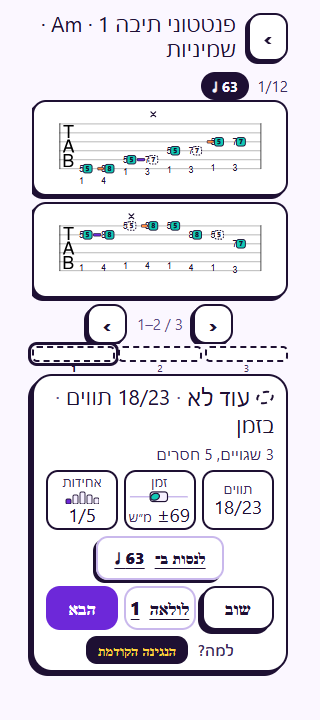 פנטטוני תיבה 1 · Am ·
שמיניות
♩ 63
1/12
T
A
B
1 4 1 3 1 3 1 3
T
A
B
1 4 1 4 1 4 1 3
1–2 / 3
1 2 3
עוד לא · 18/23 תווים ·
בזמן
3 שגויים, 5 חסרים
תווים
18/23
זמן
±69 מ״ש
אחידות
1/5
לנסות ב־ 63 ♩
שוב
לולאה 1
הבא
למה?
הנגינה הקודמת